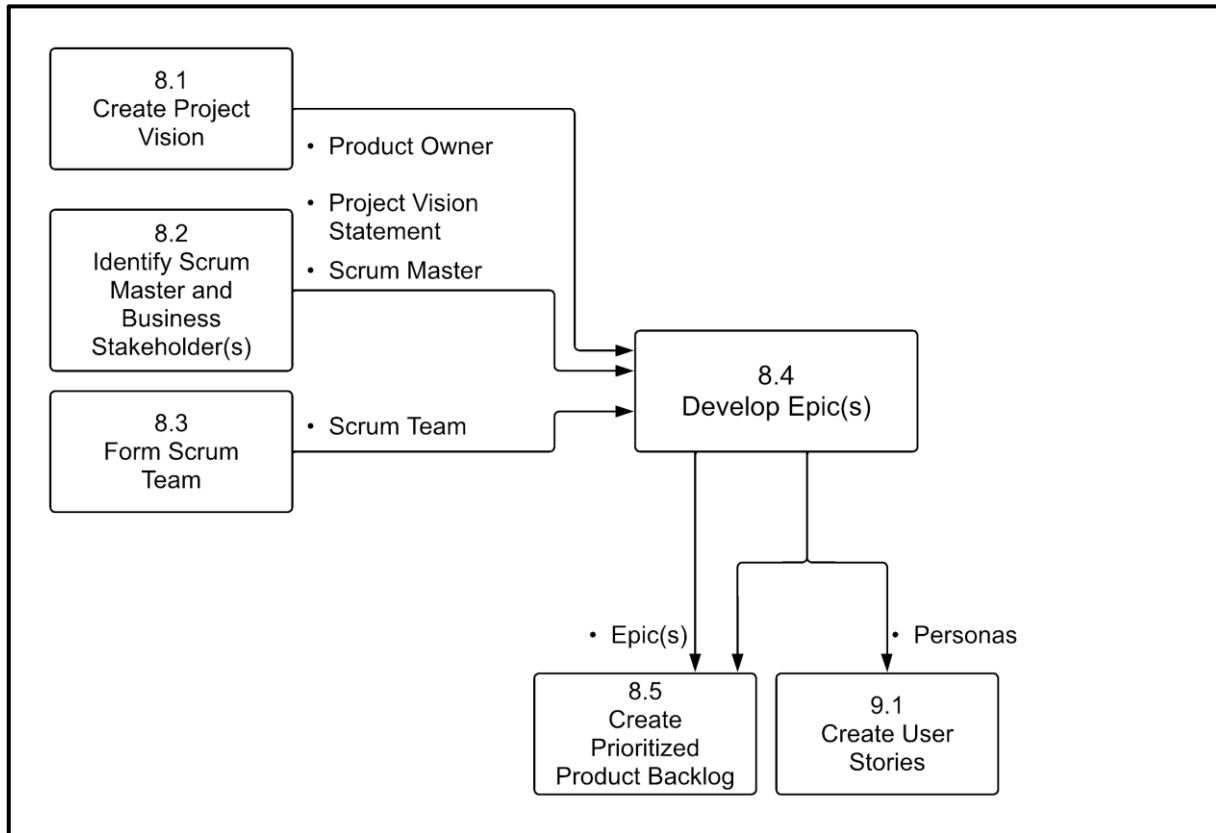 8.1
Create Project
Vision
• Product Owner
• Project Vision
Statement
8.2
Identify Scrum
Master and
Business
Stakeholder(s)
• Scrum Master
8.3
Form Scrum
Team
• Scrum Team
8.4
Develop Epic(s)
• Epic(s)
• Personas
8.5
Create
Prioritized
Product Backlog
9.1
Create User
Stories